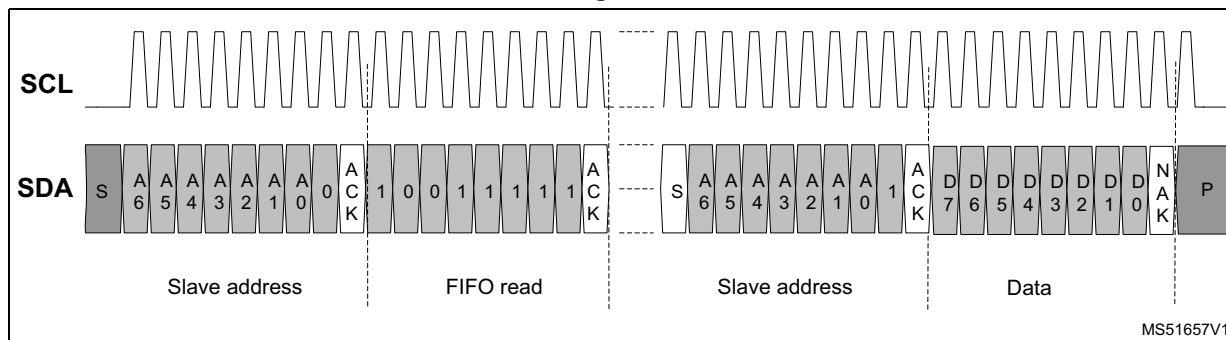 SCL
SDA
S A6 A5 A4 A3 A2 A1 A0 0 ACK 1 0 0 1 1 1 1 1 ACK S A6 A5 A4 A3 A2 A1 A0 1 ACK D7 D6 D5 D4 D3 D2 D1 D0 NAK P
Slave address FIFO read Slave address Data
MS51657V1